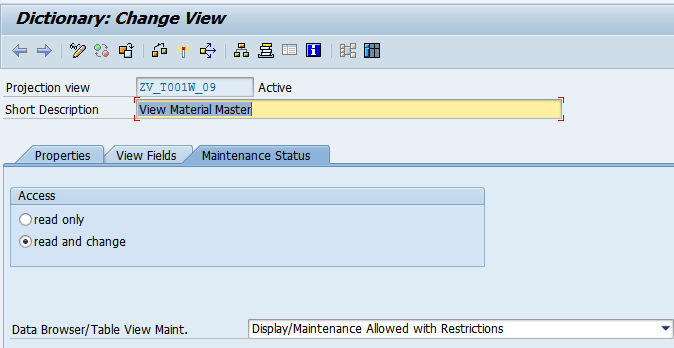 Dictionary: Change View
Projection view ZV_T001W_09 Active
Short Description View Material Master
Properties View Fields Maintenance Status
Access
read only
read and change
Data Browser/Table View Maint. Display/Maintenance Allowed with Restrictions